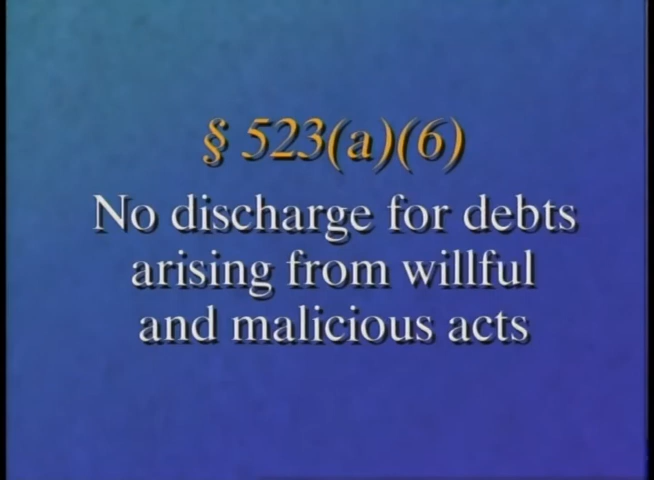 § 523(a)(6)
No discharge for debts
arising from willful
and malicious acts